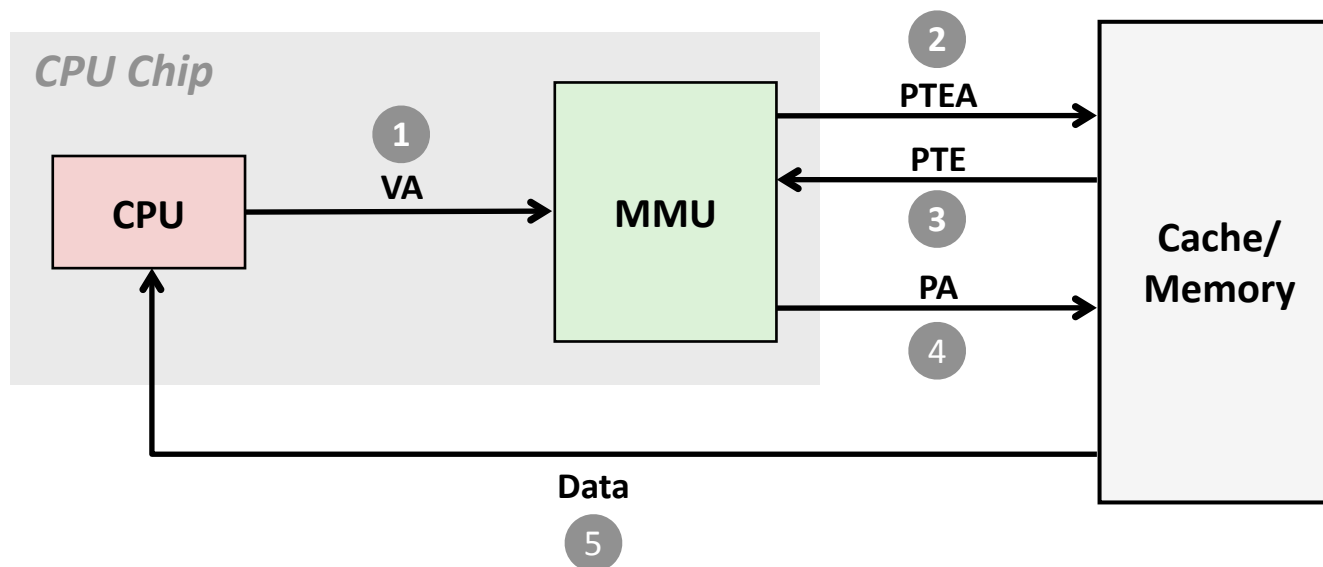 2
CPU Chip
PTEA
1
PTE
VA
CPU
MMU
3
Cache/
Memory
PA
4
Data
5